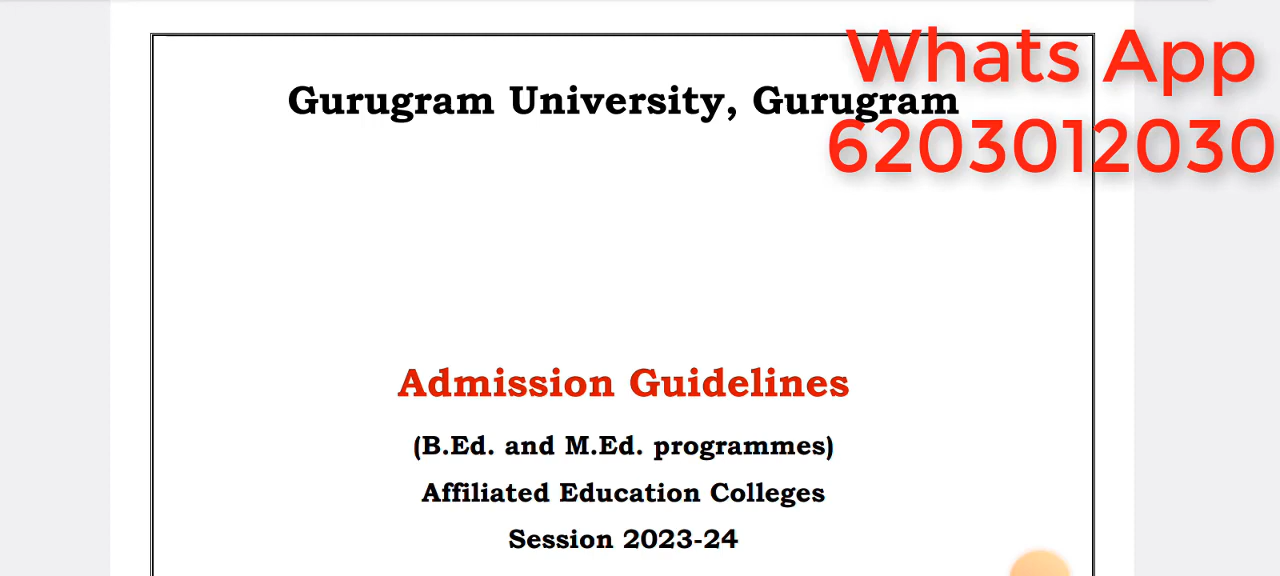 Whats App
6203012030
Gurugram University, Gurugram
Admission Guidelines
(B.Ed. and M.Ed. programmes)
Affiliated Education Colleges
Session 2023-24